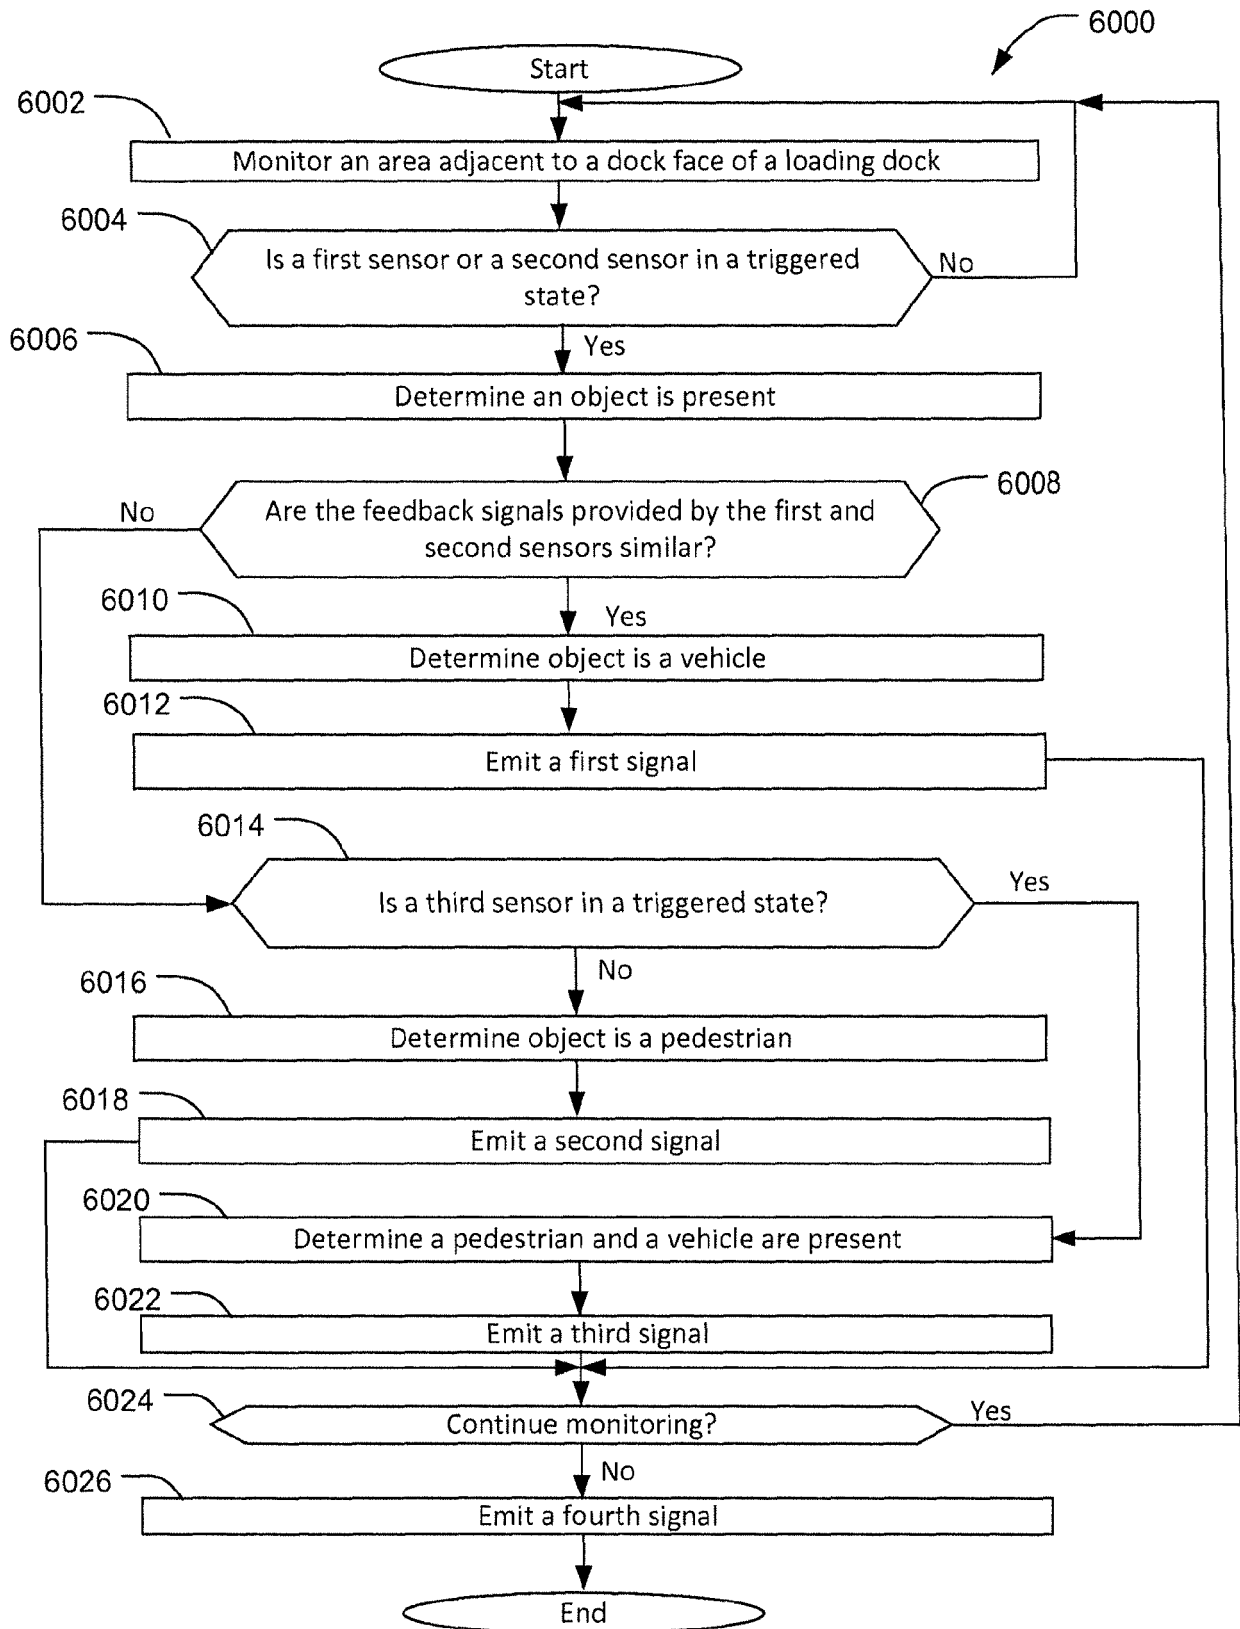 6000
Start
6002
Monitor an area adjacent to a dock face of a loading dock
6004
Is a first sensor or a second sensor in a triggered
state?
No
Yes
6006
Determine an object is present
6008
Are the feedback signals provided by the first and
second sensors similar?
No
Yes
6010
Determine object is a vehicle
6012
Emit a first signal
6014
Is a third sensor in a triggered state?
Yes
No
6016
Determine object is a pedestrian
6018
Emit a second signal
6020
Determine a pedestrian and a vehicle are present
6022
Emit a third signal
6024
Continue monitoring?
Yes
No
6026
Emit a fourth signal
End